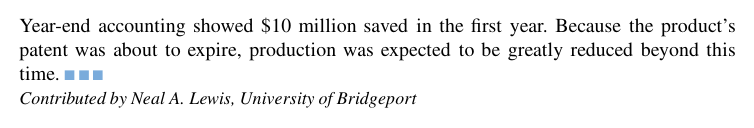 Year-end accounting showed $10 million saved in the first year. Because the product’s
patent was about to expire, production was expected to be greatly reduced beyond this
time. ■ ■ ■
Contributed by Neal A. Lewis, University of Bridgeport